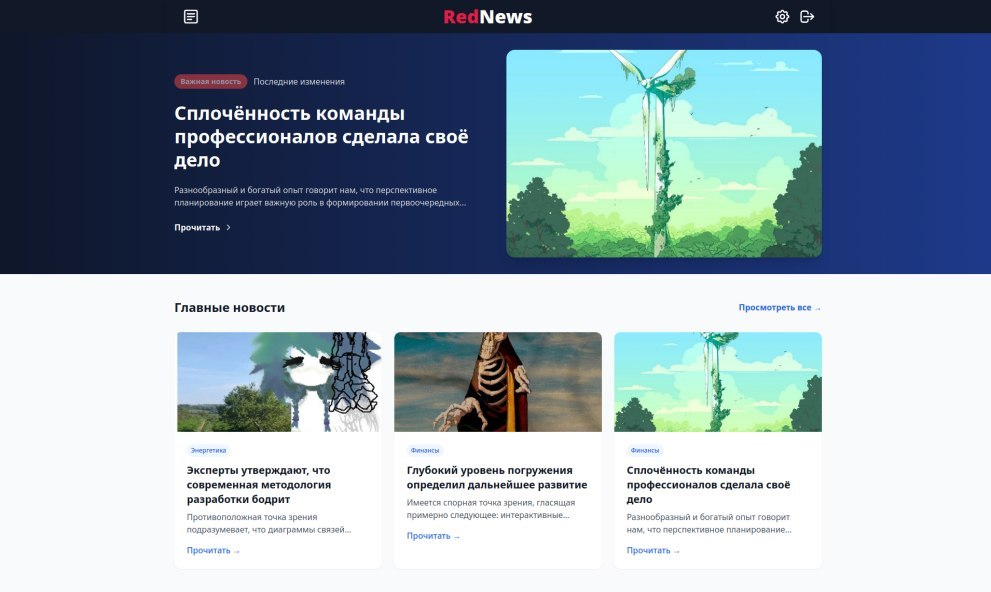 RedNews
Важная новость Последние изменения
Сплочённость команды
профессионалов сделала своё
дело
Разнообразный и богатый опыт говорит нам, что перспективное
планирование играет важную роль в формировании первоочередных...
Прочитать
Главные новости
Просмотреть все →
Энергетика
Эксперты утверждают, что
современная методология
разработки бодрит
Противоположная точка зрения
подразумевает, что диаграммы связей...
Прочитать →
Финансы
Глубокий уровень погружения
определил дальнейшее развитие
Имеется спорная точка зрения, гласящая
примерно следующее: интерактивные...
Прочитать →
Финансы
Сплочённость команды
профессионалов сделала своё
дело
Разнообразный и богатый опыт говорит
нам, что перспективное планирование...
Прочитать →